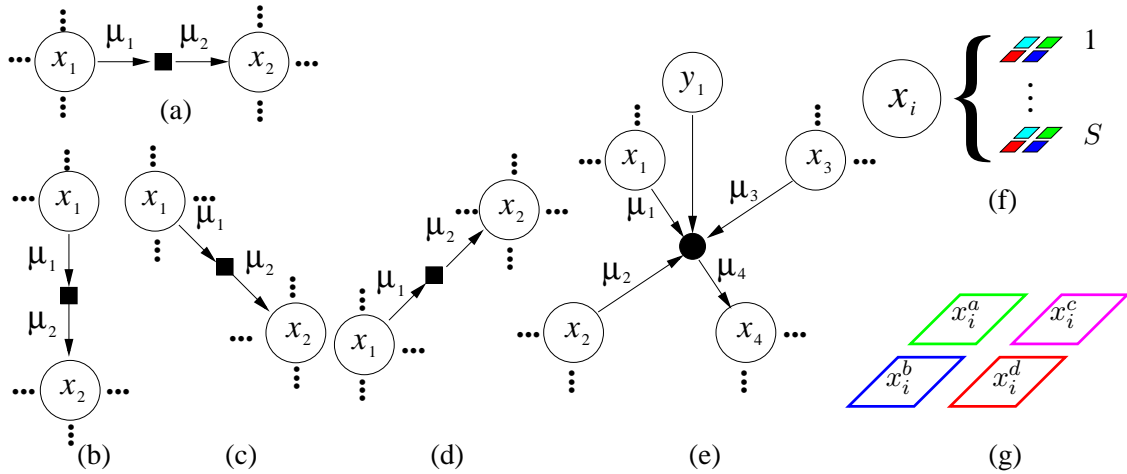 x1 μ1 μ2 x2
(a)
x1
μ1
μ2
x2
(b)
x1
μ1
μ2
x2
(c)
x2
μ2
μ1
x1
(d)
y1
x1 x3
μ1 μ3
μ2 μ4
x2 x4
(e)
xi { 1
⋮
S
(f)
x_i^a x_i^c
x_i^b x_i^d
(g)